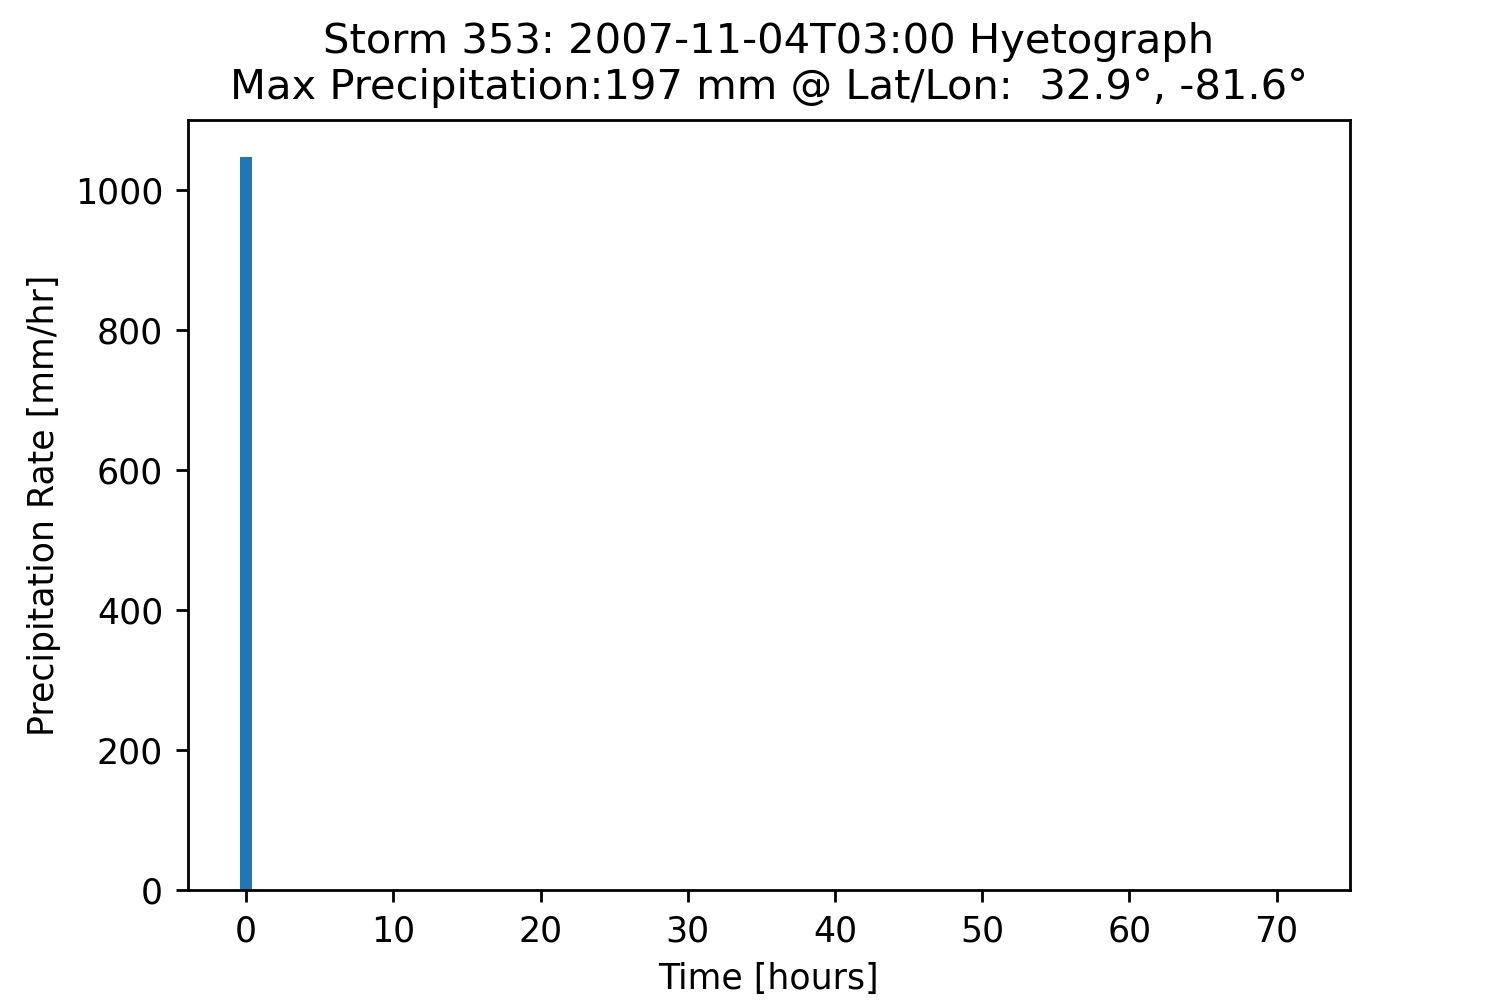 Storm 353: 2007-11-04T03:00 Hyetograph
Max Precipitation:197 mm @ Lat/Lon:  32.9°, -81.6°
Precipitation Rate [mm/hr]
1000
800
600
400
200
0
0 10 20 30 40 50 60 70
Time [hours]